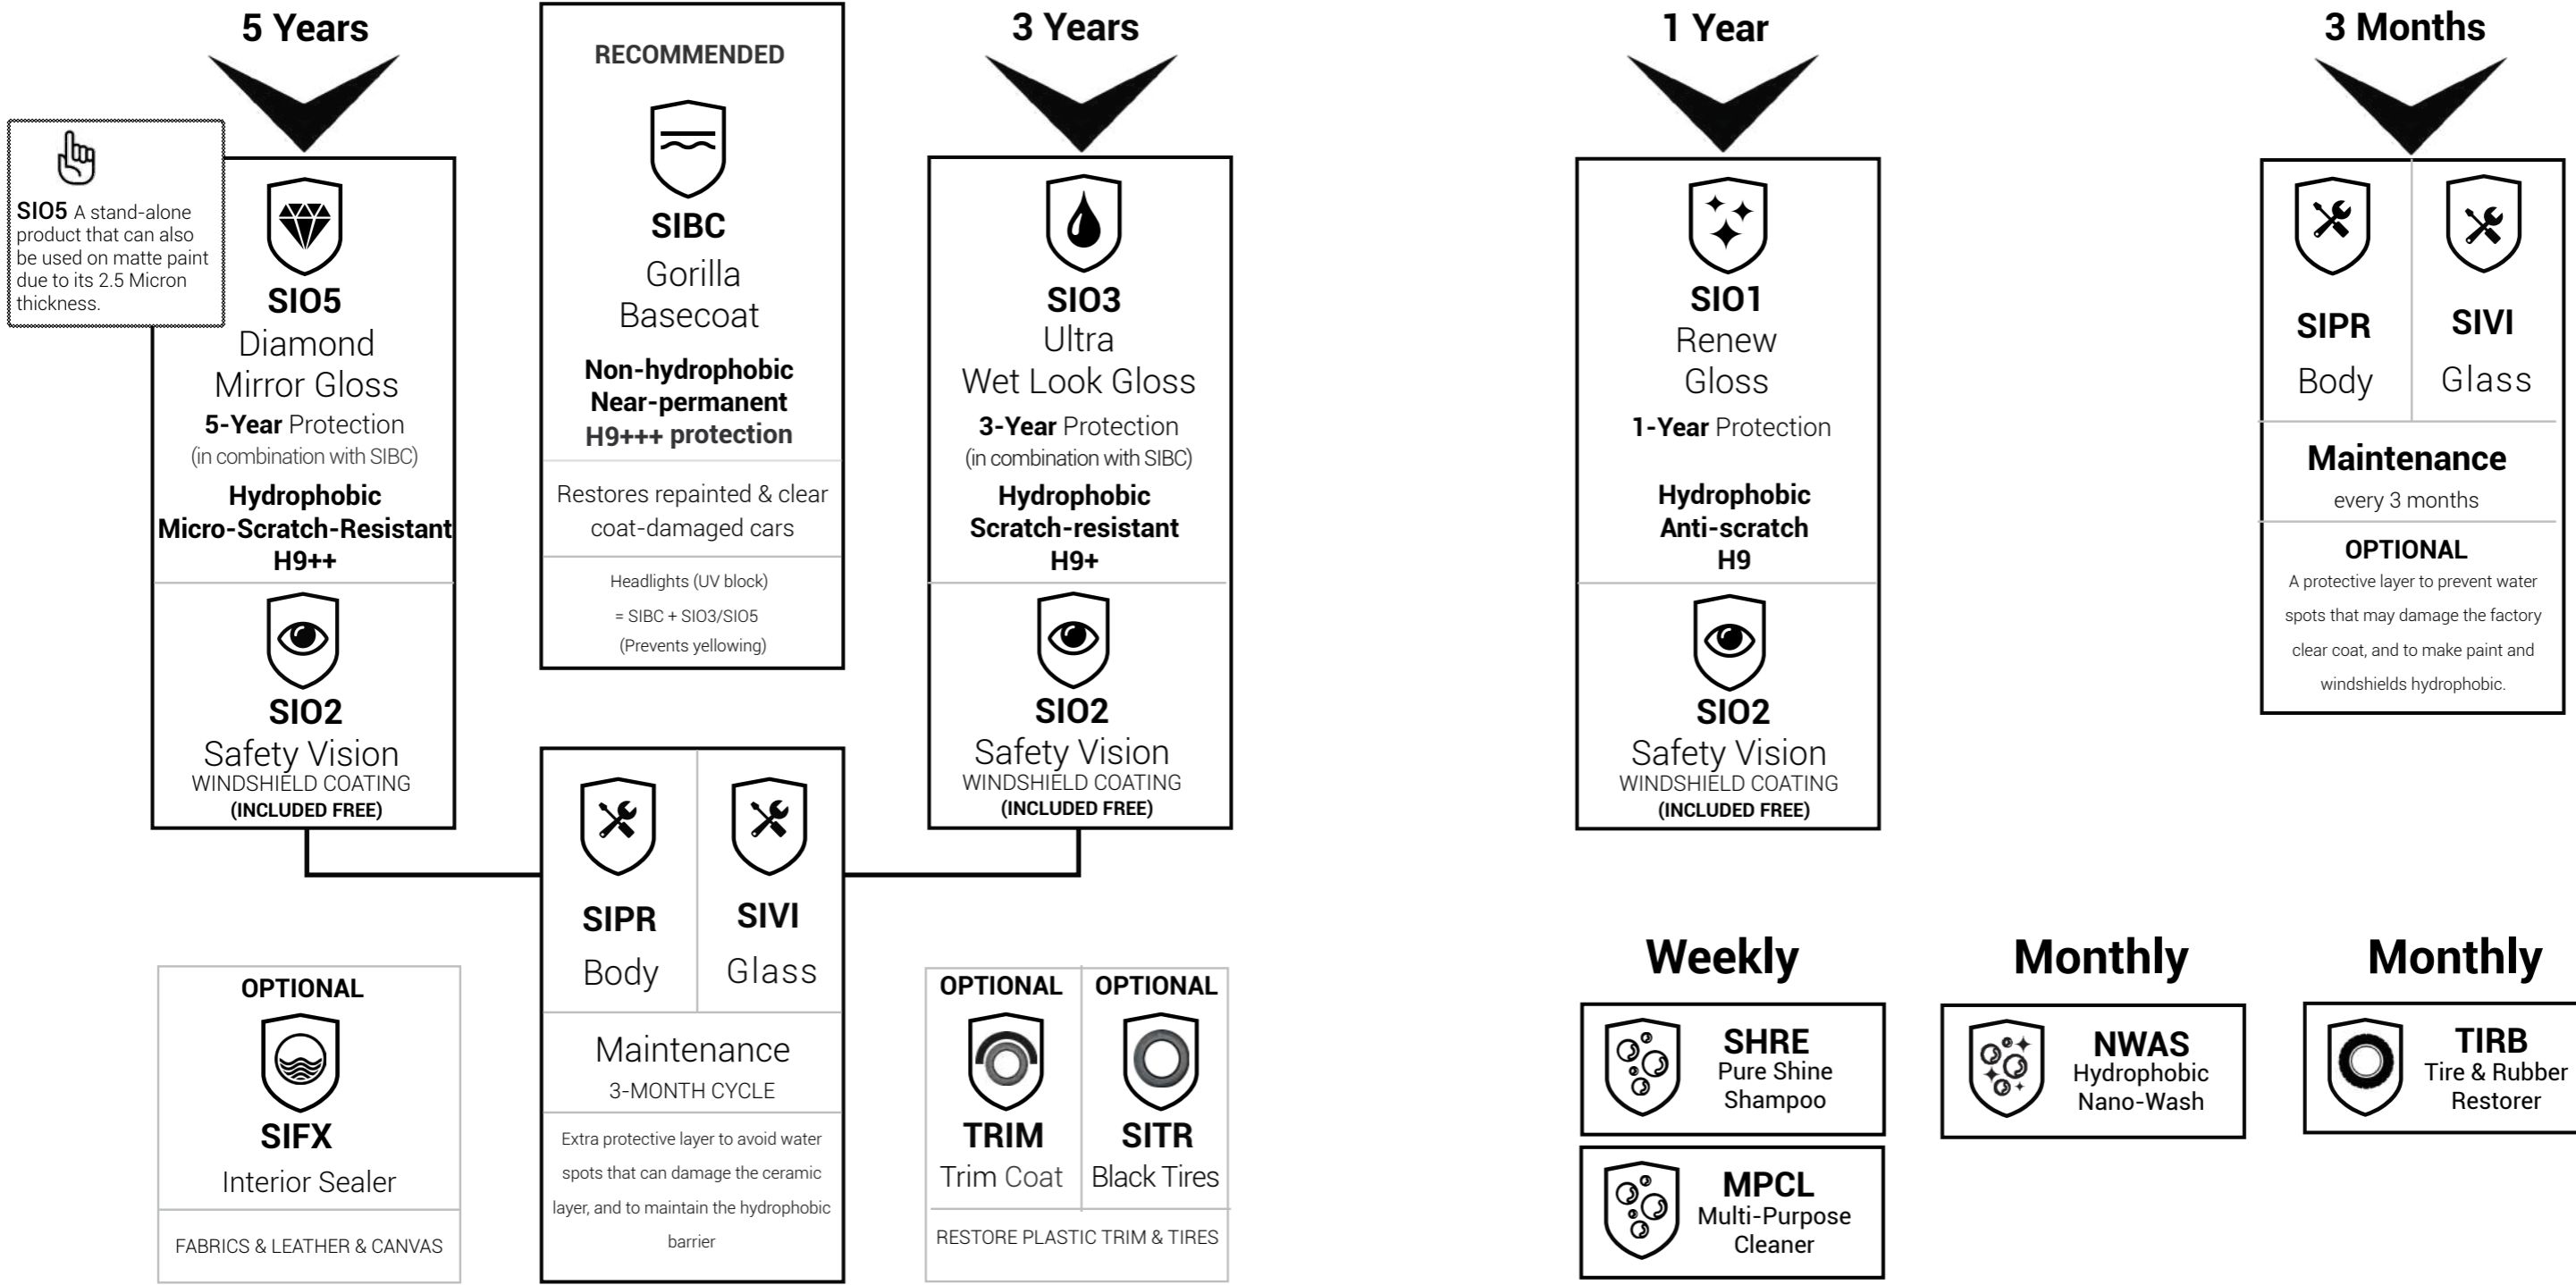 5 Years
SIO5 A stand-alone
product that can also
be used on matte paint
due to its 2.5 Micron
thickness.
SIO5
Diamond
Mirror Gloss
5-Year Protection
(in combination with SIBC)
Hydrophobic
Micro-Scratch-Resistant
H9++
SIO2
Safety Vision
WINDSHIELD COATING
(INCLUDED FREE)
RECOMMENDED
SIBC
Gorilla
Basecoat
Non-hydrophobic
Near-permanent
H9+++ protection
Restores repainted & clear
coat-damaged cars
Headlights (UV block)
= SIBC + SIO3/SIO5
(Prevents yellowing)
3 Years
SIO3
Ultra
Wet Look Gloss
3-Year Protection
(in combination with SIBC)
Hydrophobic
Scratch-resistant
H9+
SIO2
Safety Vision
WINDSHIELD COATING
(INCLUDED FREE)
1 Year
SIO1
Renew
Gloss
1-Year Protection
Hydrophobic
Anti-scratch
H9
SIO2
Safety Vision
WINDSHIELD COATING
(INCLUDED FREE)
3 Months
SIPR
Body
SIVI
Glass
Maintenance
every 3 months
OPTIONAL
A protective layer to prevent water
spots that may damage the factory
clear coat, and to make paint and
windshields hydrophobic.
OPTIONAL
SIFX
Interior Sealer
FABRICS & LEATHER & CANVAS
SIPR
Body
SIVI
Glass
Maintenance
3-MONTH CYCLE
Extra protective layer to avoid water
spots that can damage the ceramic
layer, and to maintain the hydrophobic
barrier
OPTIONAL
TRIM
Trim Coat
OPTIONAL
SITR
Black Tires
RESTORE PLASTIC TRIM & TIRES
Weekly
SHRE
Pure Shine
Shampoo
MPCL
Multi-Purpose
Cleaner
Monthly
NWAS
Hydrophobic
Nano-Wash
Monthly
TIRB
Tire & Rubber
Restorer